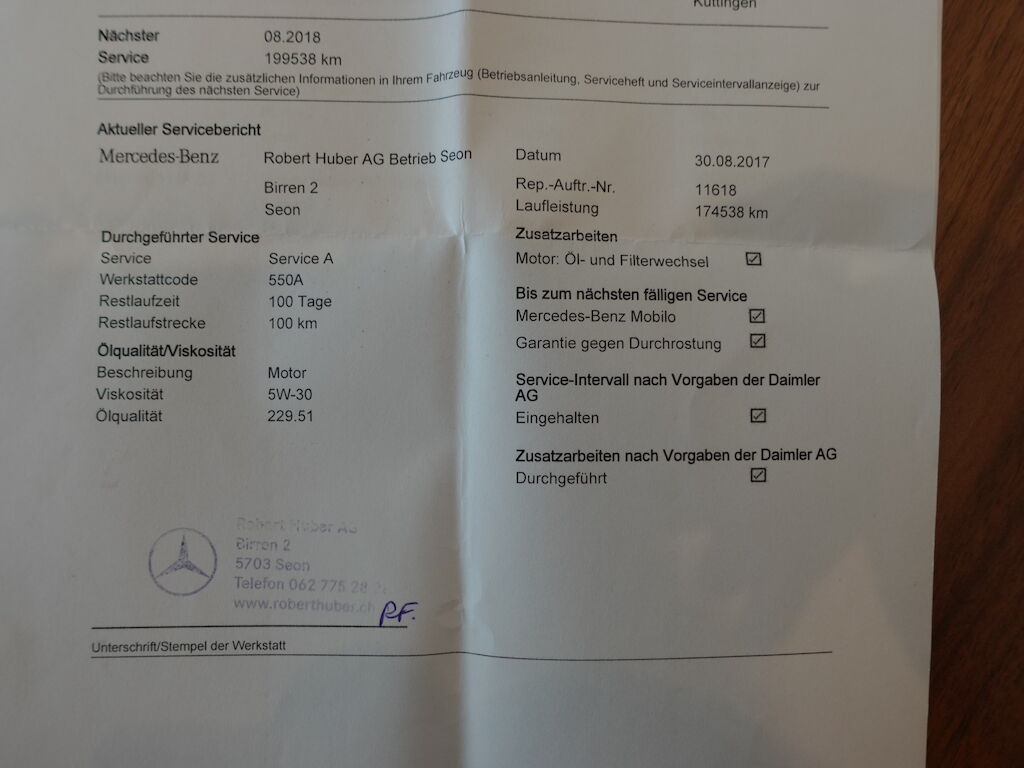 Küttingen
Nächster 08.2018
Service 199538 km
(Bitte beachten Sie die zusätzlichen Informationen in Ihrem Fahrzeug (Betriebsanleitung, Serviceheft und Serviceintervallanzeige) zur
Durchführung des nächsten Service)
Aktueller Servicebericht
Mercedes-Benz Robert Huber AG Betrieb Seon
Birren 2
Seon
Datum 30.08.2017
Rep.-Auftr.-Nr. 11618
Laufleistung 174538 km
Durchgeführter Service
Service Service A
Werkstattcode 550A
Restlaufzeit 100 Tage
Restlaufstrecke 100 km
Ölqualität/Viskosität
Beschreibung Motor
Viskosität 5W-30
Ölqualität 229.51
Zusatzarbeiten
Motor: Öl- und Filterwechsel ☑
Bis zum nächsten fälligen Service
Mercedes-Benz Mobilo ☑
Garantie gegen Durchrostung ☑
Service-Intervall nach Vorgaben der Daimler
AG
Eingehalten ☑
Zusatzarbeiten nach Vorgaben der Daimler AG
Durchgeführt ☑
Robert Huber AG
Birren 2
5703 Seon
Telefon 062 775 28
www.roberthuber.ch
RF.
Unterschrift/Stempel der Werkstatt